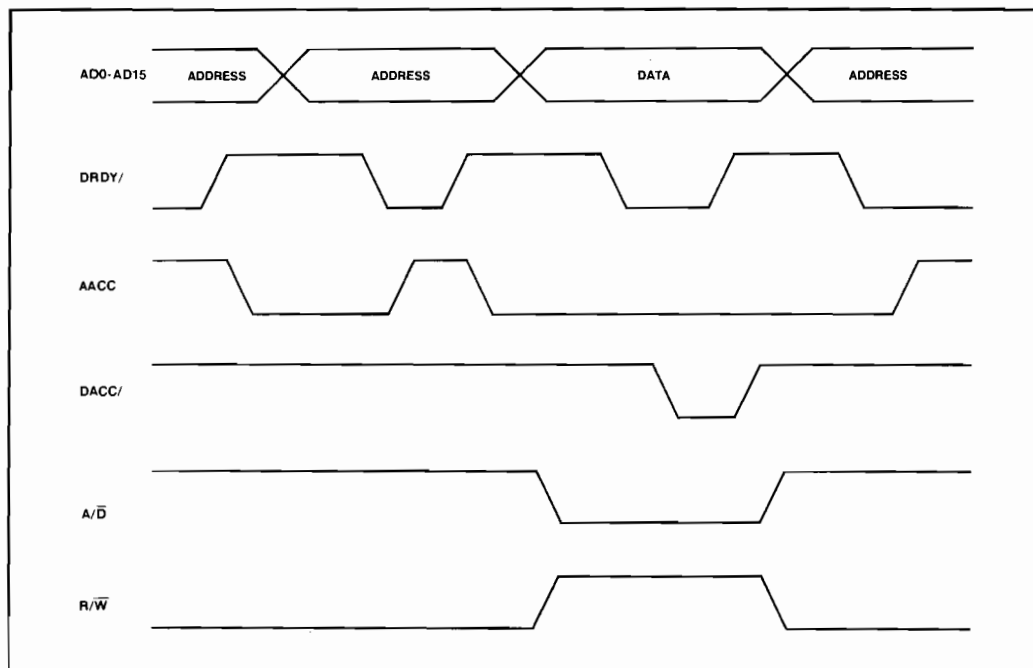 AD0-AD15 ADDRESS ADDRESS DATA ADDRESS
DRDY/
AACC
DACC/
A/D̅
R/W̅